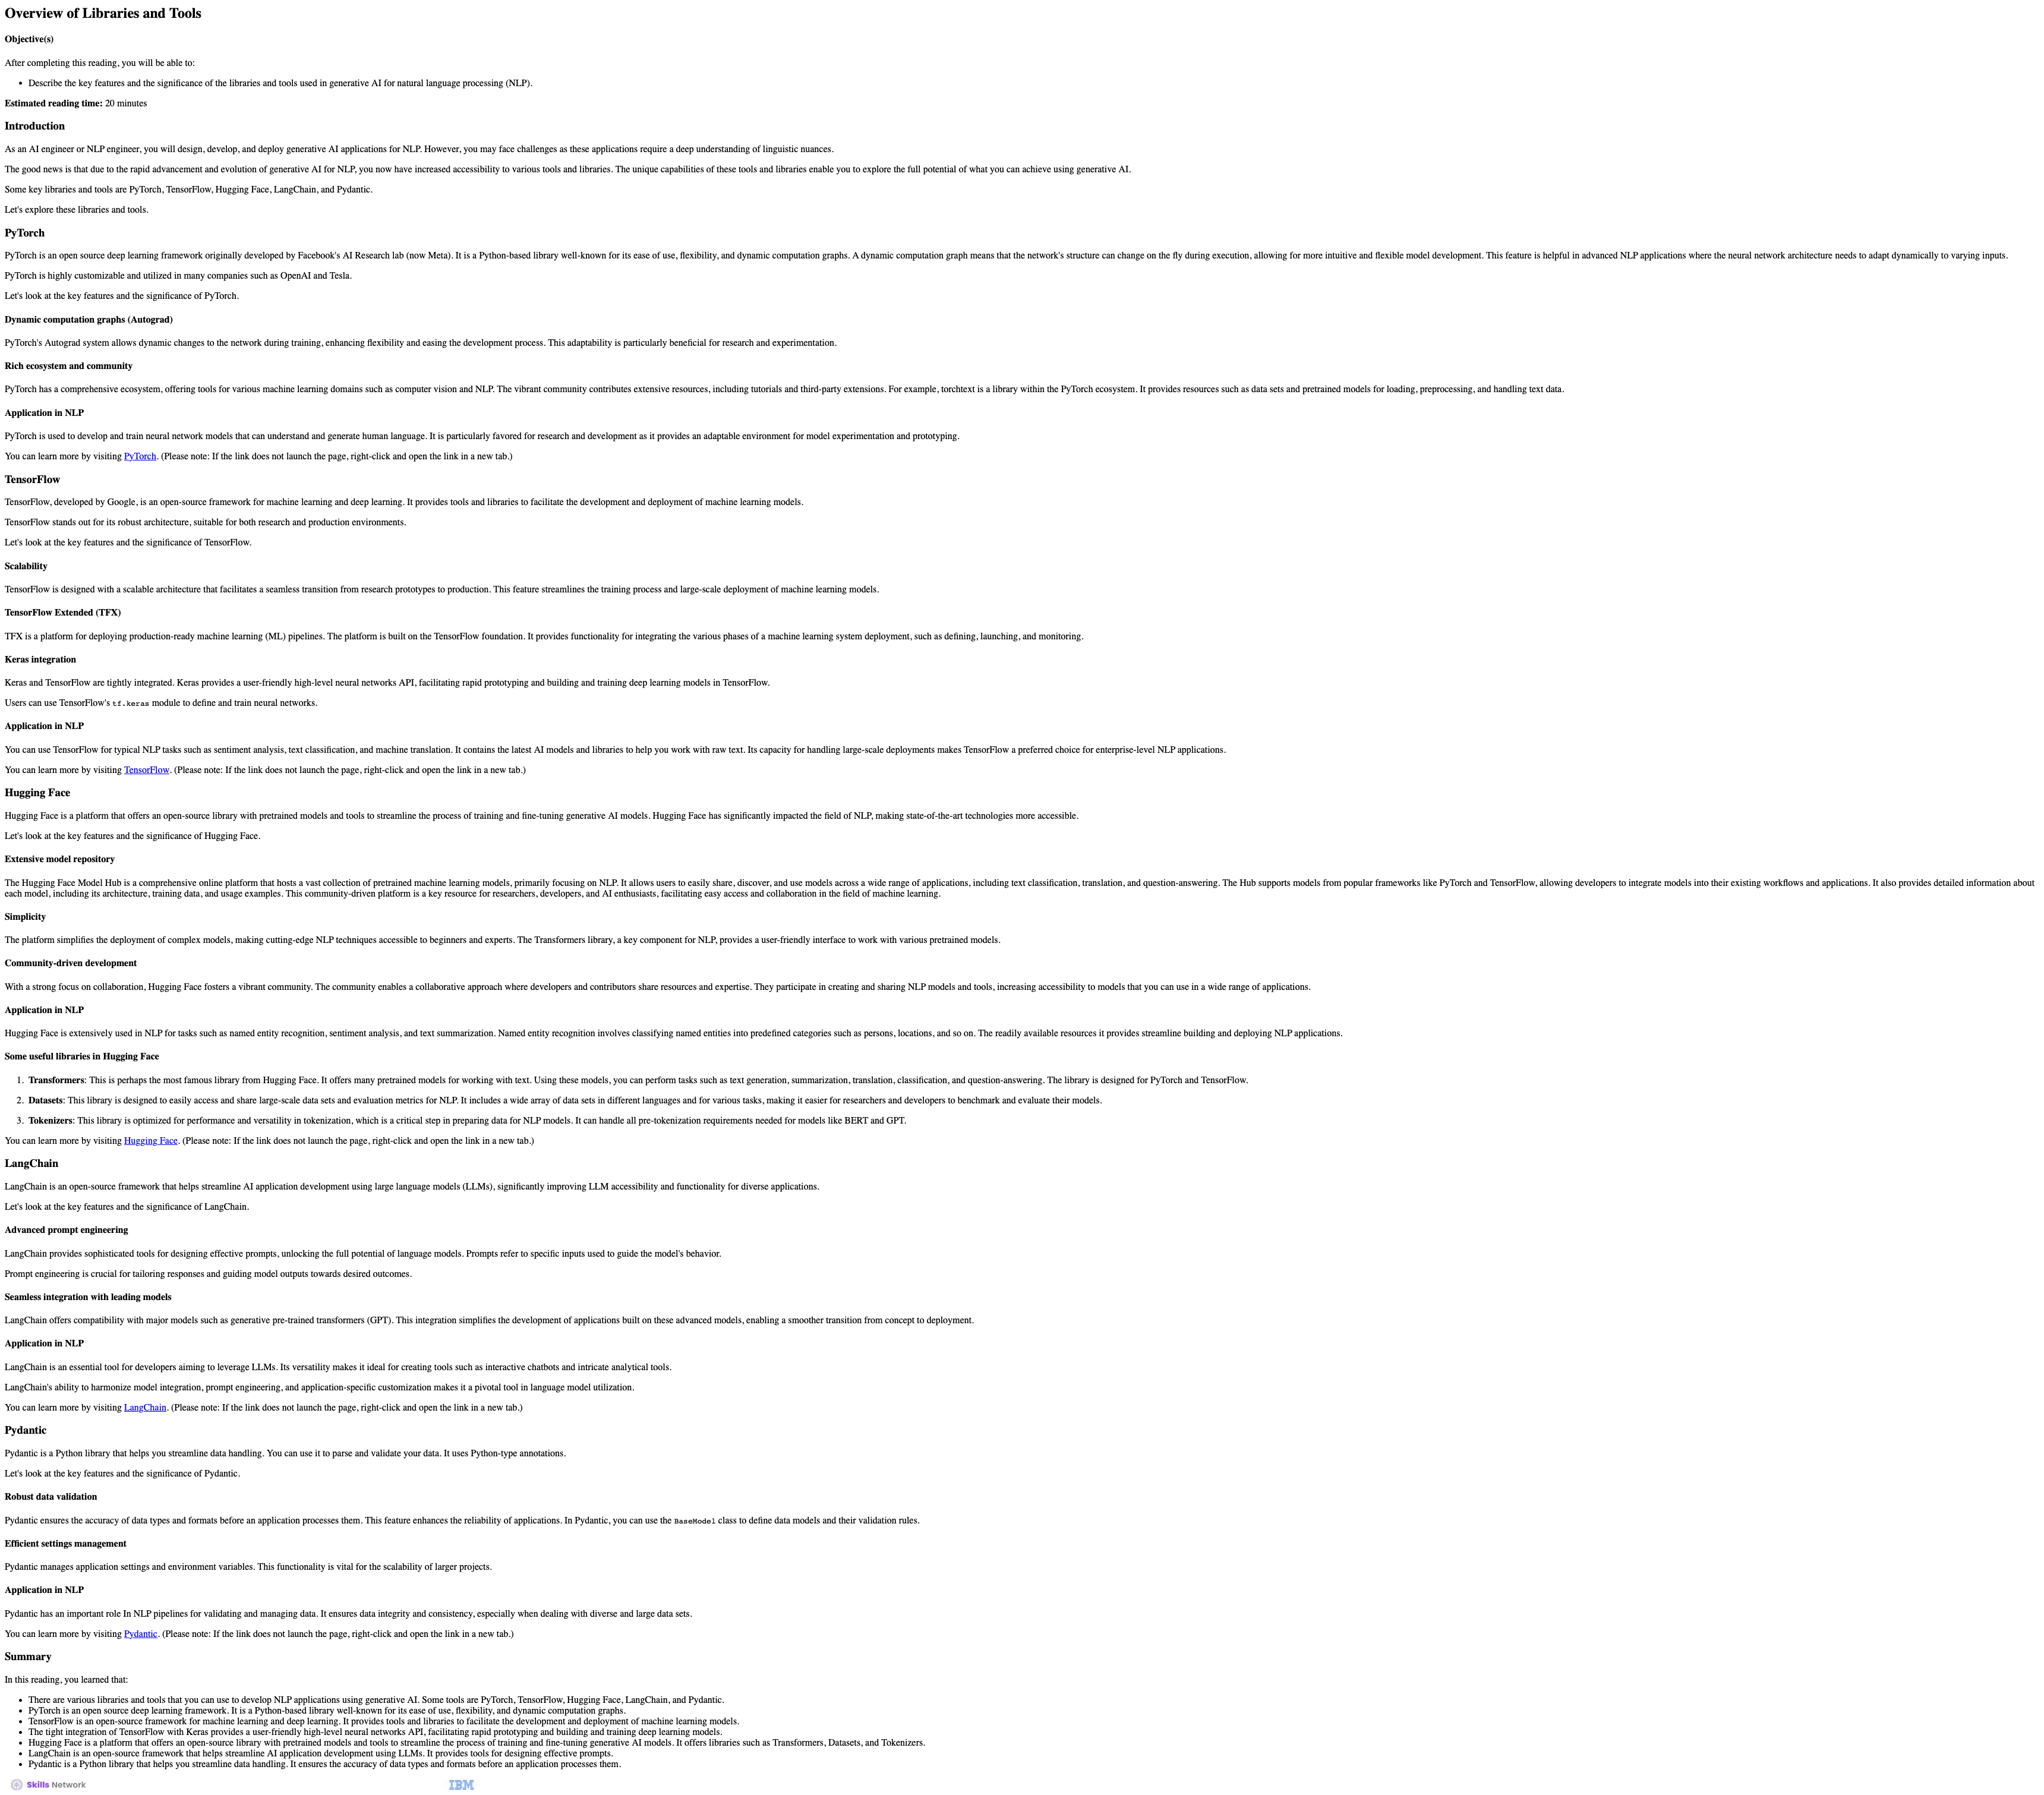 Overview of Libraries and Tools
Objective(s)
After completing this reading, you will be able to:
• Describe the key features and the significance of the libraries and tools used in generative AI for natural language processing (NLP).
Estimated reading time: 20 minutes
Introduction
As an AI engineer or NLP engineer, you will design, develop, and deploy generative AI applications for NLP. However, you may face challenges as these applications require a deep understanding of linguistic nuances.
The good news is that due to the rapid advancement and evolution of generative AI for NLP, you now have increased accessibility to various tools and libraries. The unique capabilities of these tools and libraries enable you to explore the full potential of what you can achieve using generative AI.
Some key libraries and tools are PyTorch, TensorFlow, Hugging Face, LangChain, and Pydantic.
Let's explore these libraries and tools.
PyTorch
PyTorch is an open source deep learning framework originally developed by Facebook's AI Research lab (now Meta). It is a Python-based library well-known for its ease of use, flexibility, and dynamic computation graphs. A dynamic computation graph means that the network's structure can change on the fly during execution, allowing for more intuitive and flexible model development. This feature is helpful in advanced NLP applications where the neural network architecture needs to adapt dynamically to varying inputs.
PyTorch is highly customizable and utilized in many companies such as OpenAI and Tesla.
Let's look at the key features and the significance of PyTorch.
Dynamic computation graphs (Autograd)
PyTorch's Autograd system allows dynamic changes to the network during training, enhancing flexibility and easing the development process. This adaptability is particularly beneficial for research and experimentation.
Rich ecosystem and community
PyTorch has a comprehensive ecosystem, offering tools for various machine learning domains such as computer vision and NLP. The vibrant community contributes extensive resources, including tutorials and third-party extensions. For example, torchtext is a library within the PyTorch ecosystem. It provides resources such as data sets and pretrained models for loading, preprocessing, and handling text data.
Application in NLP
PyTorch is used to develop and train neural network models that can understand and generate human language. It is particularly favored for research and development as it provides an adaptable environment for model experimentation and prototyping.
You can learn more by visiting PyTorch. (Please note: If the link does not launch the page, right-click and open the link in a new tab.)
TensorFlow
TensorFlow, developed by Google, is an open-source framework for machine learning and deep learning. It provides tools and libraries to facilitate the development and deployment of machine learning models.
TensorFlow stands out for its robust architecture, suitable for both research and production environments.
Let's look at the key features and the significance of TensorFlow.
Scalability
TensorFlow is designed with a scalable architecture that facilitates a seamless transition from research prototypes to production. This feature streamlines the training process and large-scale deployment of machine learning models.
TensorFlow Extended (TFX)
TFX is a platform for deploying production-ready machine learning (ML) pipelines. The platform is built on the TensorFlow foundation. It provides functionality for integrating the various phases of a machine learning system deployment, such as defining, launching, and monitoring.
Keras integration
Keras and TensorFlow are tightly integrated. Keras provides a user-friendly high-level neural networks API, facilitating rapid prototyping and building and training deep learning models in TensorFlow.
Users can use TensorFlow's tf.keras module to define and train neural networks.
Application in NLP
You can use TensorFlow for typical NLP tasks such as sentiment analysis, text classification, and machine translation. It contains the latest AI models and libraries to help you work with raw text. Its capacity for handling large-scale deployments makes TensorFlow a preferred choice for enterprise-level NLP applications.
You can learn more by visiting TensorFlow. (Please note: If the link does not launch the page, right-click and open the link in a new tab.)
Hugging Face
Hugging Face is a platform that offers an open-source library with pretrained models and tools to streamline the process of training and fine-tuning generative AI models. Hugging Face has significantly impacted the field of NLP, making state-of-the-art technologies more accessible.
Let's look at the key features and the significance of Hugging Face.
Extensive model repository
The Hugging Face Model Hub is a comprehensive online platform that hosts a vast collection of pretrained machine learning models, primarily focusing on NLP. It allows users to easily share, discover, and use models across a wide range of applications, including text classification, translation, and question-answering. The Hub supports models from popular frameworks like PyTorch and TensorFlow, allowing developers to integrate models into their existing workflows and applications. It also provides detailed information about
each model, including its architecture, training data, and usage examples. This community-driven platform is a key resource for researchers, developers, and AI enthusiasts, facilitating easy access and collaboration in the field of machine learning.
Simplicity
The platform simplifies the deployment of complex models, making cutting-edge NLP techniques accessible to beginners and experts. The Transformers library, a key component for NLP, provides a user-friendly interface to work with various pretrained models.
Community-driven development
With a strong focus on collaboration, Hugging Face fosters a vibrant community. The community enables a collaborative approach where developers and contributors share resources and expertise. They participate in creating and sharing NLP models and tools, increasing accessibility to models that you can use in a wide range of applications.
Application in NLP
Hugging Face is extensively used in NLP for tasks such as named entity recognition, sentiment analysis, and text summarization. Named entity recognition involves classifying named entities into predefined categories such as persons, locations, and so on. The readily available resources it provides streamline building and deploying NLP applications.
Some useful libraries in Hugging Face
1. Transformers: This is perhaps the most famous library from Hugging Face. It offers many pretrained models for working with text. Using these models, you can perform tasks such as text generation, summarization, translation, classification, and question-answering. The library is designed for PyTorch and TensorFlow.
2. Datasets: This library is designed to easily access and share large-scale data sets and evaluation metrics for NLP. It includes a wide array of data sets in different languages and for various tasks, making it easier for researchers and developers to benchmark and evaluate their models.
3. Tokenizers: This library is optimized for performance and versatility in tokenization, which is a critical step in preparing data for NLP models. It can handle all pre-tokenization requirements needed for models like BERT and GPT.
You can learn more by visiting Hugging Face. (Please note: If the link does not launch the page, right-click and open the link in a new tab.)
LangChain
LangChain is an open-source framework that helps streamline AI application development using large language models (LLMs), significantly improving LLM accessibility and functionality for diverse applications.
Let's look at the key features and the significance of LangChain.
Advanced prompt engineering
LangChain provides sophisticated tools for designing effective prompts, unlocking the full potential of language models. Prompts refer to specific inputs used to guide the model's behavior.
Prompt engineering is crucial for tailoring responses and guiding model outputs towards desired outcomes.
Seamless integration with leading models
LangChain offers compatibility with major models such as generative pre-trained transformers (GPT). This integration simplifies the development of applications built on these advanced models, enabling a smoother transition from concept to deployment.
Application in NLP
LangChain is an essential tool for developers aiming to leverage LLMs. Its versatility makes it ideal for creating tools such as interactive chatbots and intricate analytical tools.
LangChain's ability to harmonize model integration, prompt engineering, and application-specific customization makes it a pivotal tool in language model utilization.
You can learn more by visiting LangChain. (Please note: If the link does not launch the page, right-click and open the link in a new tab.)
Pydantic
Pydantic is a Python library that helps you streamline data handling. You can use it to parse and validate your data. It uses Python-type annotations.
Let's look at the key features and the significance of Pydantic.
Robust data validation
Pydantic ensures the accuracy of data types and formats before an application processes them. This feature enhances the reliability of applications. In Pydantic, you can use the BaseModel class to define data models and their validation rules.
Efficient settings management
Pydantic manages application settings and environment variables. This functionality is vital for the scalability of larger projects.
Application in NLP
Pydantic has an important role In NLP pipelines for validating and managing data. It ensures data integrity and consistency, especially when dealing with diverse and large data sets.
You can learn more by visiting Pydantic. (Please note: If the link does not launch the page, right-click and open the link in a new tab.)
Summary
In this reading, you learned that:
• There are various libraries and tools that you can use to develop NLP applications using generative AI. Some tools are PyTorch, TensorFlow, Hugging Face, LangChain, and Pydantic.
• PyTorch is an open source deep learning framework. It is a Python-based library well-known for its ease of use, flexibility, and dynamic computation graphs.
• TensorFlow is an open-source framework for machine learning and deep learning. It provides tools and libraries to facilitate the development and deployment of machine learning models.
• The tight integration of TensorFlow with Keras provides a user-friendly high-level neural networks API, facilitating rapid prototyping and building and training deep learning models.
• Hugging Face is a platform that offers an open-source library with pretrained models and tools to streamline the process of training and fine-tuning generative AI models. It offers libraries such as Transformers, Datasets, and Tokenizers.
• LangChain is an open-source framework that helps streamline AI application development using LLMs. It provides tools for designing effective prompts.
• Pydantic is a Python library that helps you streamline data handling. It ensures the accuracy of data types and formats before an application processes them.
Skills Network IBM